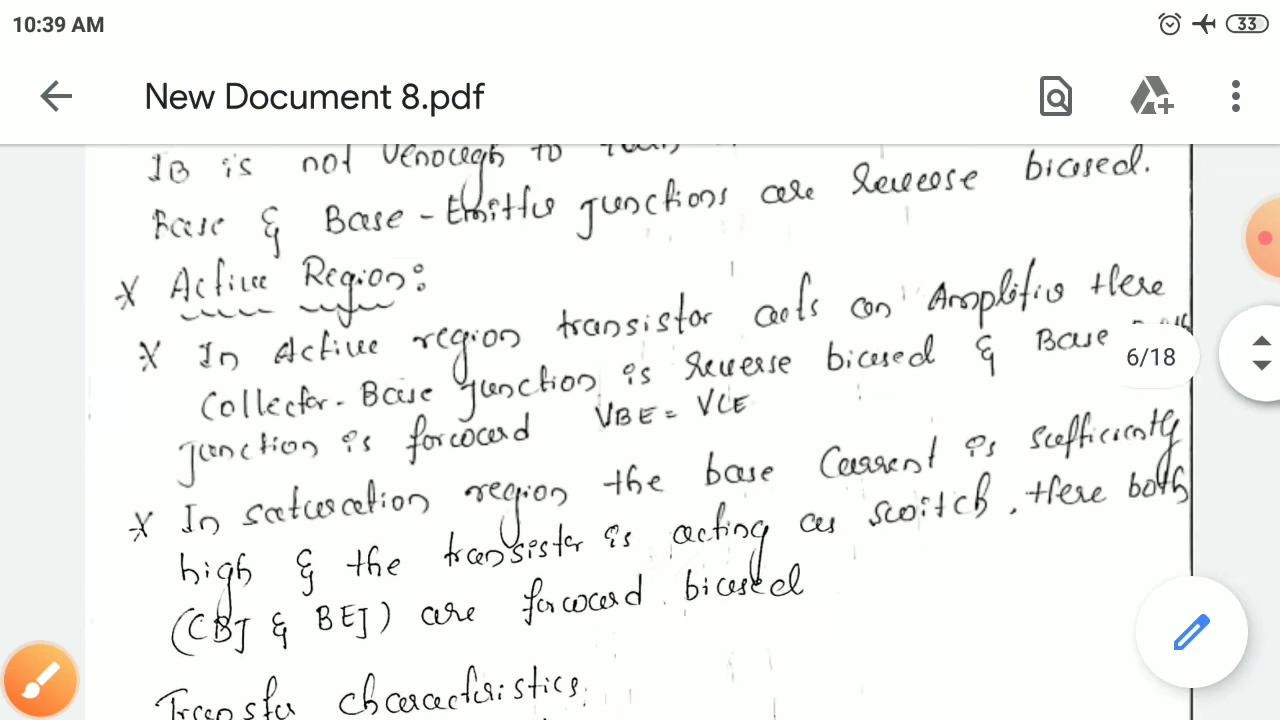 10:39 AM
33
New Document 8.pdf
IB is not enough to
Base & Base - Emitter junctions are Reverse biased.
* Active Region:
* In Active region transistor acts an Amplifier Here
Collector - Base junction is Reverse biased & Base
6/18
junction is forward VBE = VCE
* In saturation region the base Current is Sufficiently
high & the transistor is acting as switch. Here both
(CBJ & BEJ) are forward biased
Transfer characteristics